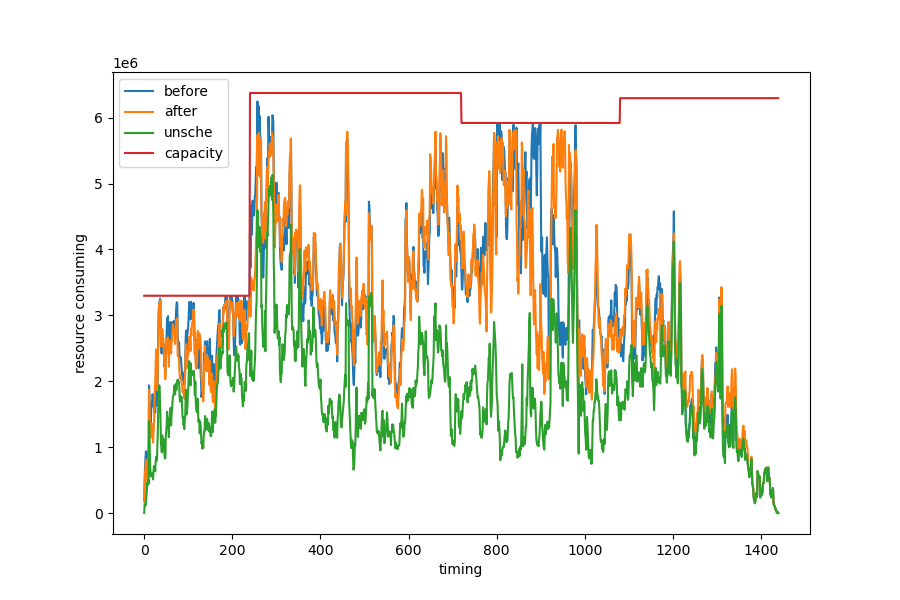 1e6
before
after
unsche
capacity
6
5
4
3
2
1
0
resource consuming
0 200 400 600 800 1000 1200 1400
timing